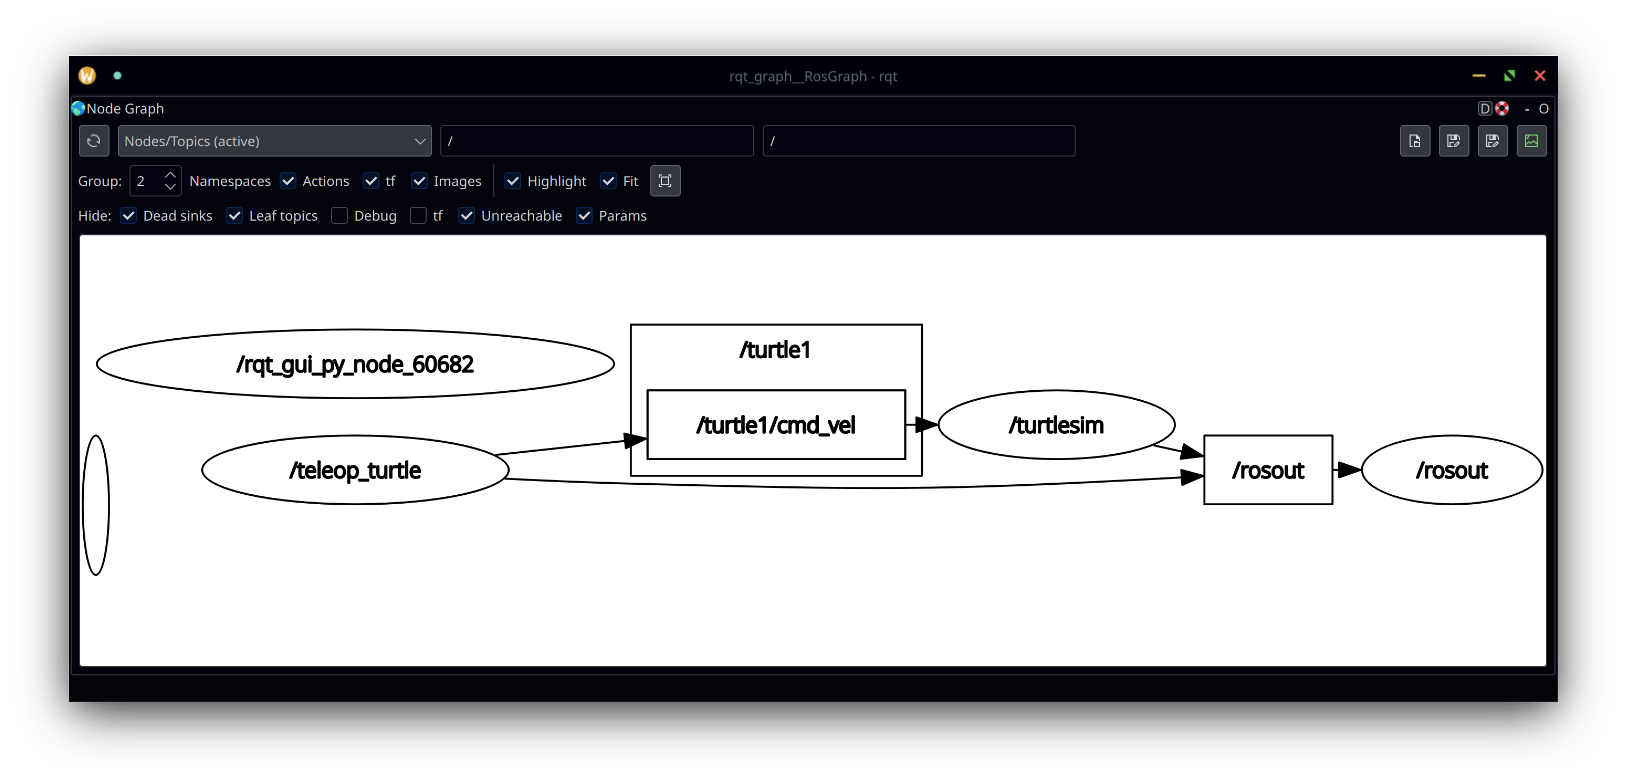 rqt_graph__RosGraph - rqt
Node Graph
D - O
Nodes/Topics (active) / /
Group: 2 Namespaces Actions tf Images Highlight Fit
Hide: Dead sinks Leaf topics Debug tf Unreachable Params
/rqt_gui_py_node_60682
/turtle1
/turtle1/cmd_vel
/turtlesim
/teleop_turtle
/rosout
/rosout